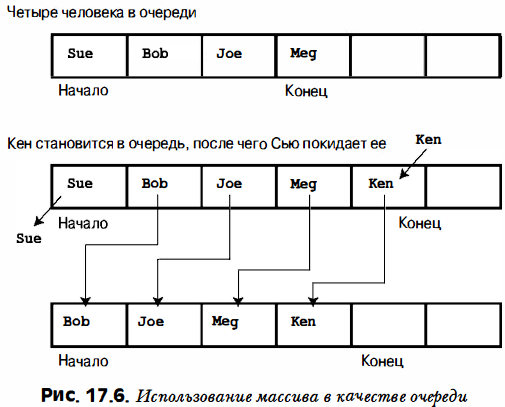 Четыре человека в очереди
Sue Bob Joe Meg
Начало Конец
Кен становится в очередь, после чего Сью покидает ее Ken
Sue Bob Joe Meg Ken
Начало Конец
Sue
Bob Joe Meg Ken
Начало Конец
Рис. 17.6. Использование массива в качестве очереди